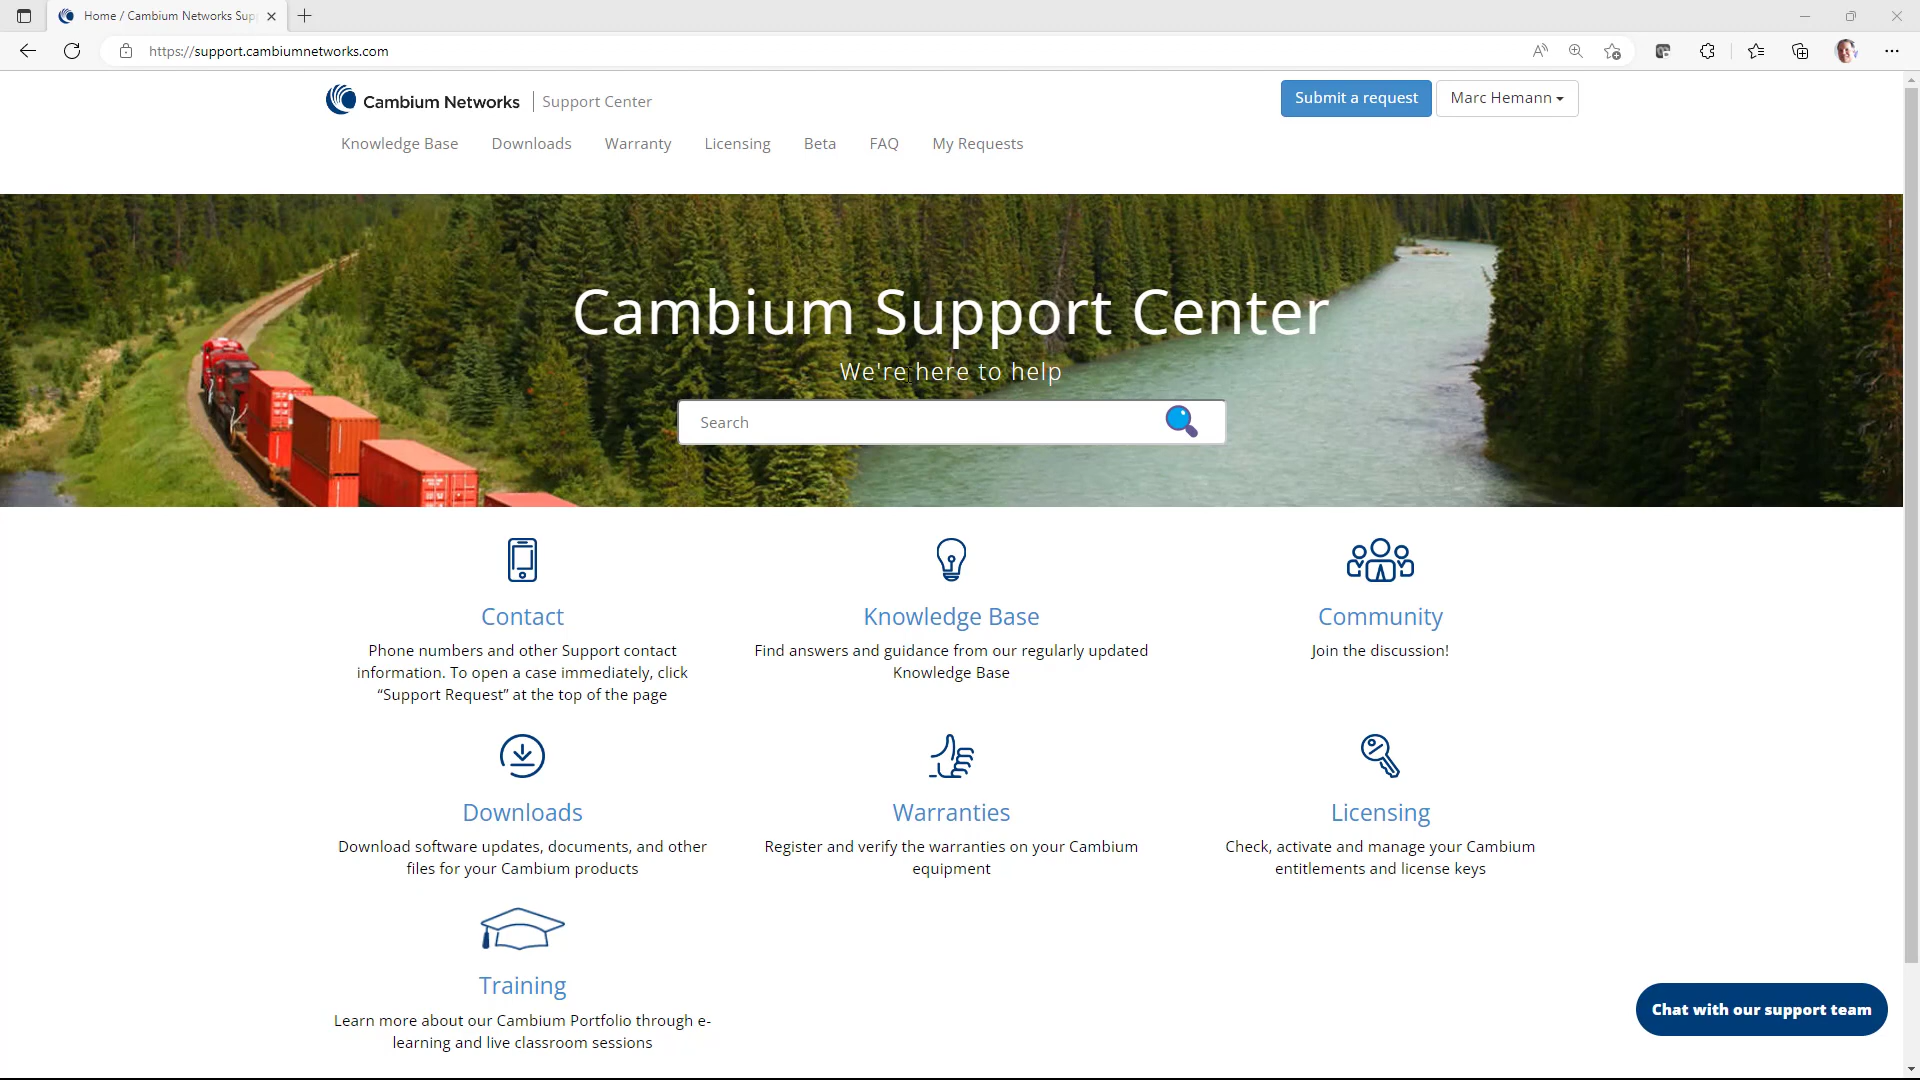 Home / Cambium Networks Sup
https://support.cambiumnetworks.com
Cambium Networks | Support Center
Submit a request
Marc Hemann
Knowledge Base
Downloads
Warranty
Licensing
Beta
FAQ
My Requests
Cambium Support Center
We're here to help
Search
Contact
Phone numbers and other Support contact
information. To open a case immediately, click
“Support Request” at the top of the page
Knowledge Base
Find answers and guidance from our regularly updated
Knowledge Base
Community
Join the discussion!
Downloads
Download software updates, documents, and other
files for your Cambium products
Warranties
Register and verify the warranties on your Cambium
equipment
Licensing
Check, activate and manage your Cambium
entitlements and license keys
Training
Learn more about our Cambium Portfolio through e-
learning and live classroom sessions
Chat with our support team